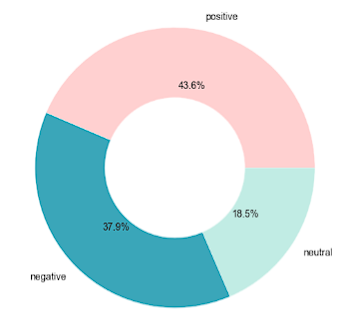 positive
43.6%
18.5%
37.9%
neutral
negative